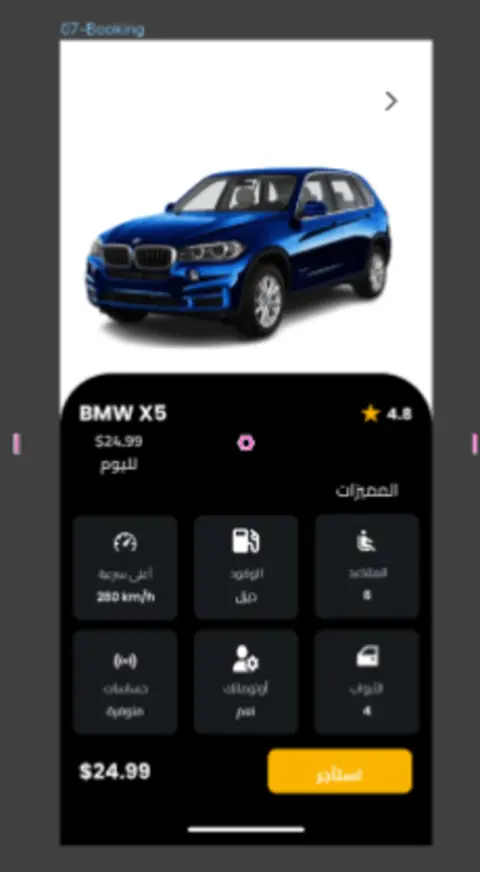 07-Booking
BMW X5
4.8
$24.99
لليوم
المميزات
المقاعد
8
الوقود
ديزل
أعلى سرعة
280 km/h
الأبواب
4
أوتوماتك
نعم
حساسات
متوفرة
$24.99
استأجر